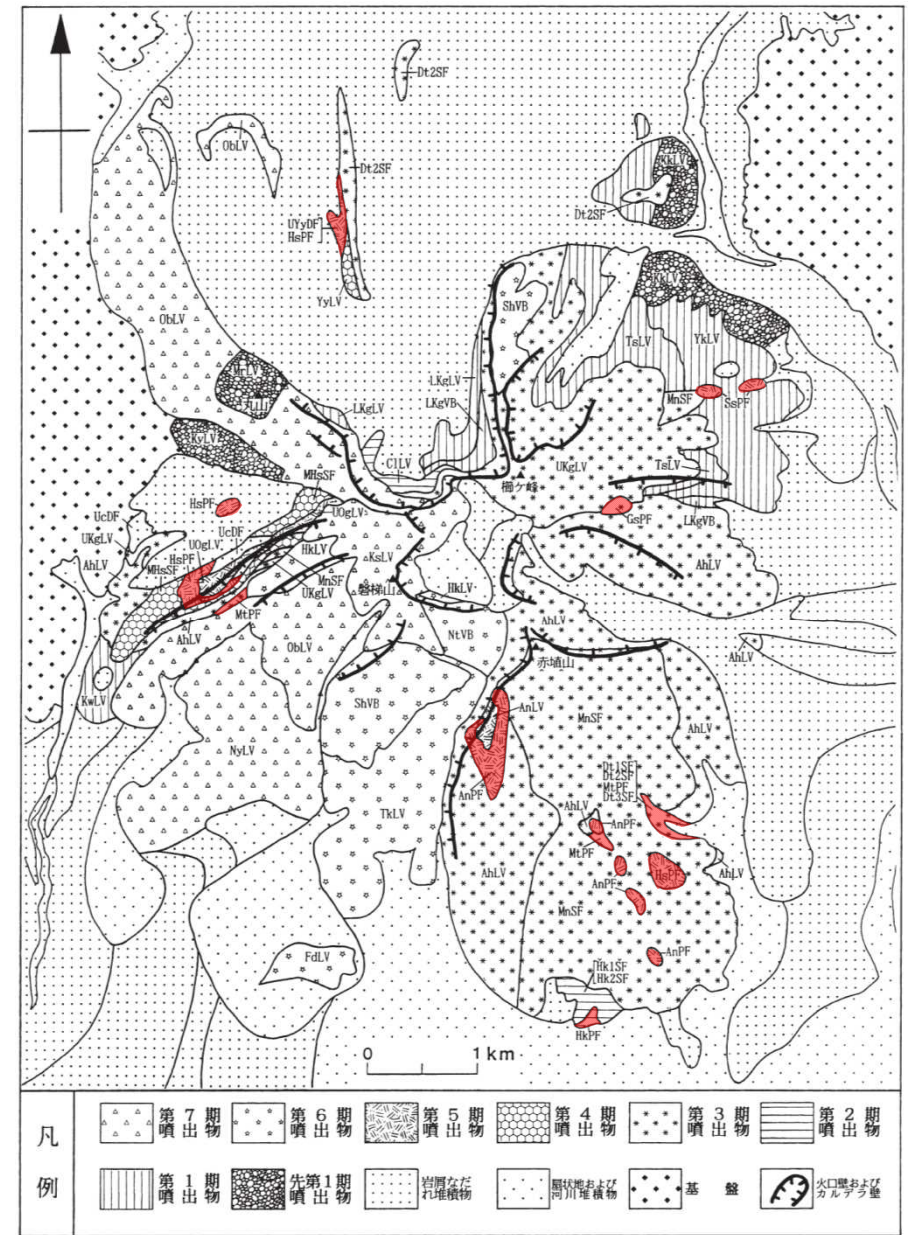 Dt2SF
ObLV
Dt2SF
KkLV
Dt2SF
UYyDF
HsPF
YyLV
ObLV
ShVB
KkLV
TsLV
YkLV
LKgLV
LKgVB
LKgLV
MnSF
SsPF
ClLV
UKgLV
櫛ヶ峰
TsLV
KyLV
MHsSF
HsPF
UOgLV
GsPF
LKgVB
UcDF
UKgLV
UOgLV
UcDF
HsPF
AhLV
MHsSF
HkLV
KsLV
MnSF
UKgLV
磐梯山
HkLV
AhLV
MtPF
AhLV
AhLV
NtVB
AhLV
ObLV
赤埴山
KwLV
ShVB
AnLV
MnSF
AhLV
NyLV
Dt1SF
Dt2SF
MtPF
Dt3SF
AnPF
TkLV
AhLV
AnPF
MtPF
AhLV
HsPF
AhLV
AnPF
MnSF
AnPF
FdLV
Hk1SF
Hk2SF
HkPF
0 1km
凡例
第7期噴出物
第6期噴出物
第5期噴出物
第4期噴出物
第3期噴出物
第2期噴出物
第1期噴出物
先第1期噴出物
岩屑なだれ堆積物
扇状地および河川堆積物
基盤
火口壁およびカルデラ壁